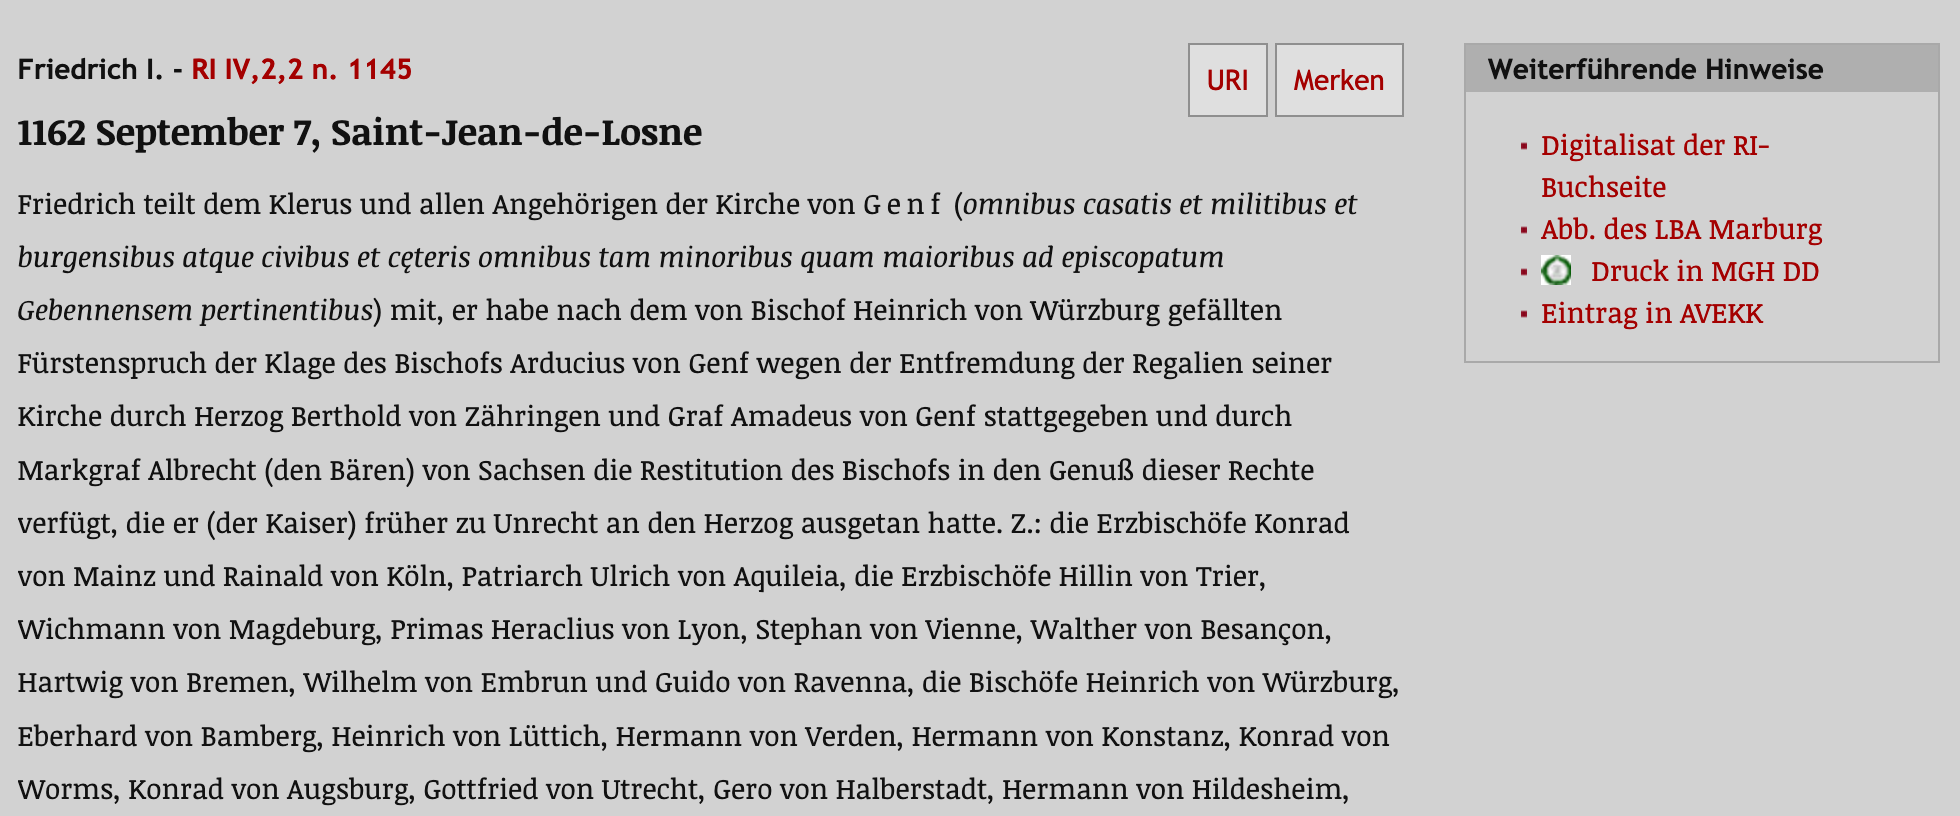 Friedrich I. - RI IV,2,2 n. 1145
URI
Merken
1162 September 7, Saint-Jean-de-Losne
Friedrich teilt dem Klerus und allen Angehörigen der Kirche von Genf (omnibus casatis et militibus et
burgensibus atque civibus et cęteris omnibus tam minoribus quam maioribus ad episcopatum
Gebennensem pertinentibus) mit, er habe nach dem von Bischof Heinrich von Würzburg gefällten
Fürstenspruch der Klage des Bischofs Arducius von Genf wegen der Entfremdung der Regalien seiner
Kirche durch Herzog Berthold von Zähringen und Graf Amadeus von Genf stattgegeben und durch
Markgraf Albrecht (den Bären) von Sachsen die Restitution des Bischofs in den Genuß dieser Rechte
verfügt, die er (der Kaiser) früher zu Unrecht an den Herzog ausgetan hatte. Z.: die Erzbischöfe Konrad
von Mainz und Rainald von Köln, Patriarch Ulrich von Aquileia, die Erzbischöfe Hillin von Trier,
Wichmann von Magdeburg, Primas Heraclius von Lyon, Stephan von Vienne, Walther von Besançon,
Hartwig von Bremen, Wilhelm von Embrun und Guido von Ravenna, die Bischöfe Heinrich von Würzburg,
Eberhard von Bamberg, Heinrich von Lüttich, Hermann von Verden, Hermann von Konstanz, Konrad von
Worms, Konrad von Augsburg, Gottfried von Utrecht, Gero von Halberstadt, Hermann von Hildesheim,
Weiterführende Hinweise
Digitalisat der RI-
Buchseite
Abb. des LBA Marburg
Druck in MGH DD
Eintrag in AVEKK